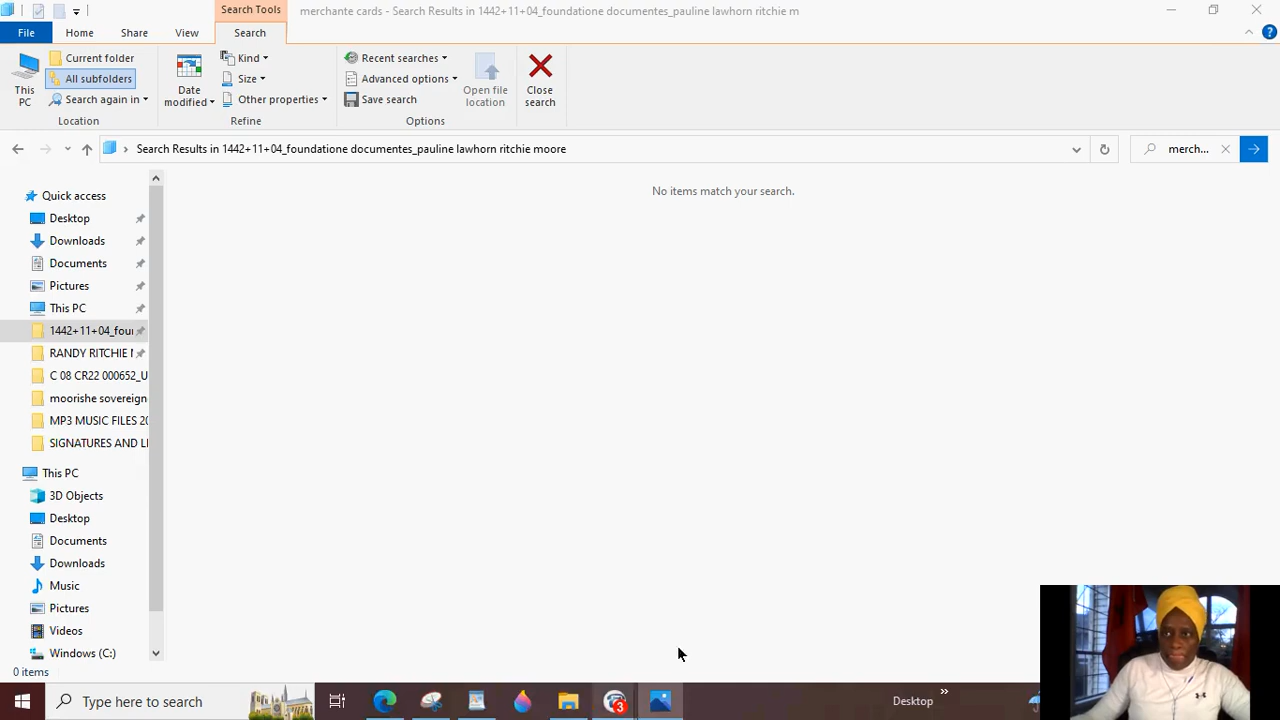 Search Tools
merchante cards - Search Results in 1442+11+04_foundatione documentes_pauline lawhorn ritchie m
File
Home
Share
View
Search
This PC
Current folder
All subfolders
Search again in
Location
Date modified
Kind
Size
Other properties
Refine
Recent searches
Advanced options
Save search
Options
Open file location
Close search
Search Results in 1442+11+04_foundatione documentes_pauline lawhorn ritchie moore
merch...
No items match your search.
Quick access
Desktop
Downloads
Documents
Pictures
This PC
1442+11+04_four
RANDY RITCHIE M
C 08 CR22 000652_U
moorishe sovereign
MP3 MUSIC FILES 20
SIGNATURES AND LI
This PC
3D Objects
Desktop
Documents
Downloads
Music
Pictures
Videos
Windows (C:)
0 items
Type here to search
3
Desktop